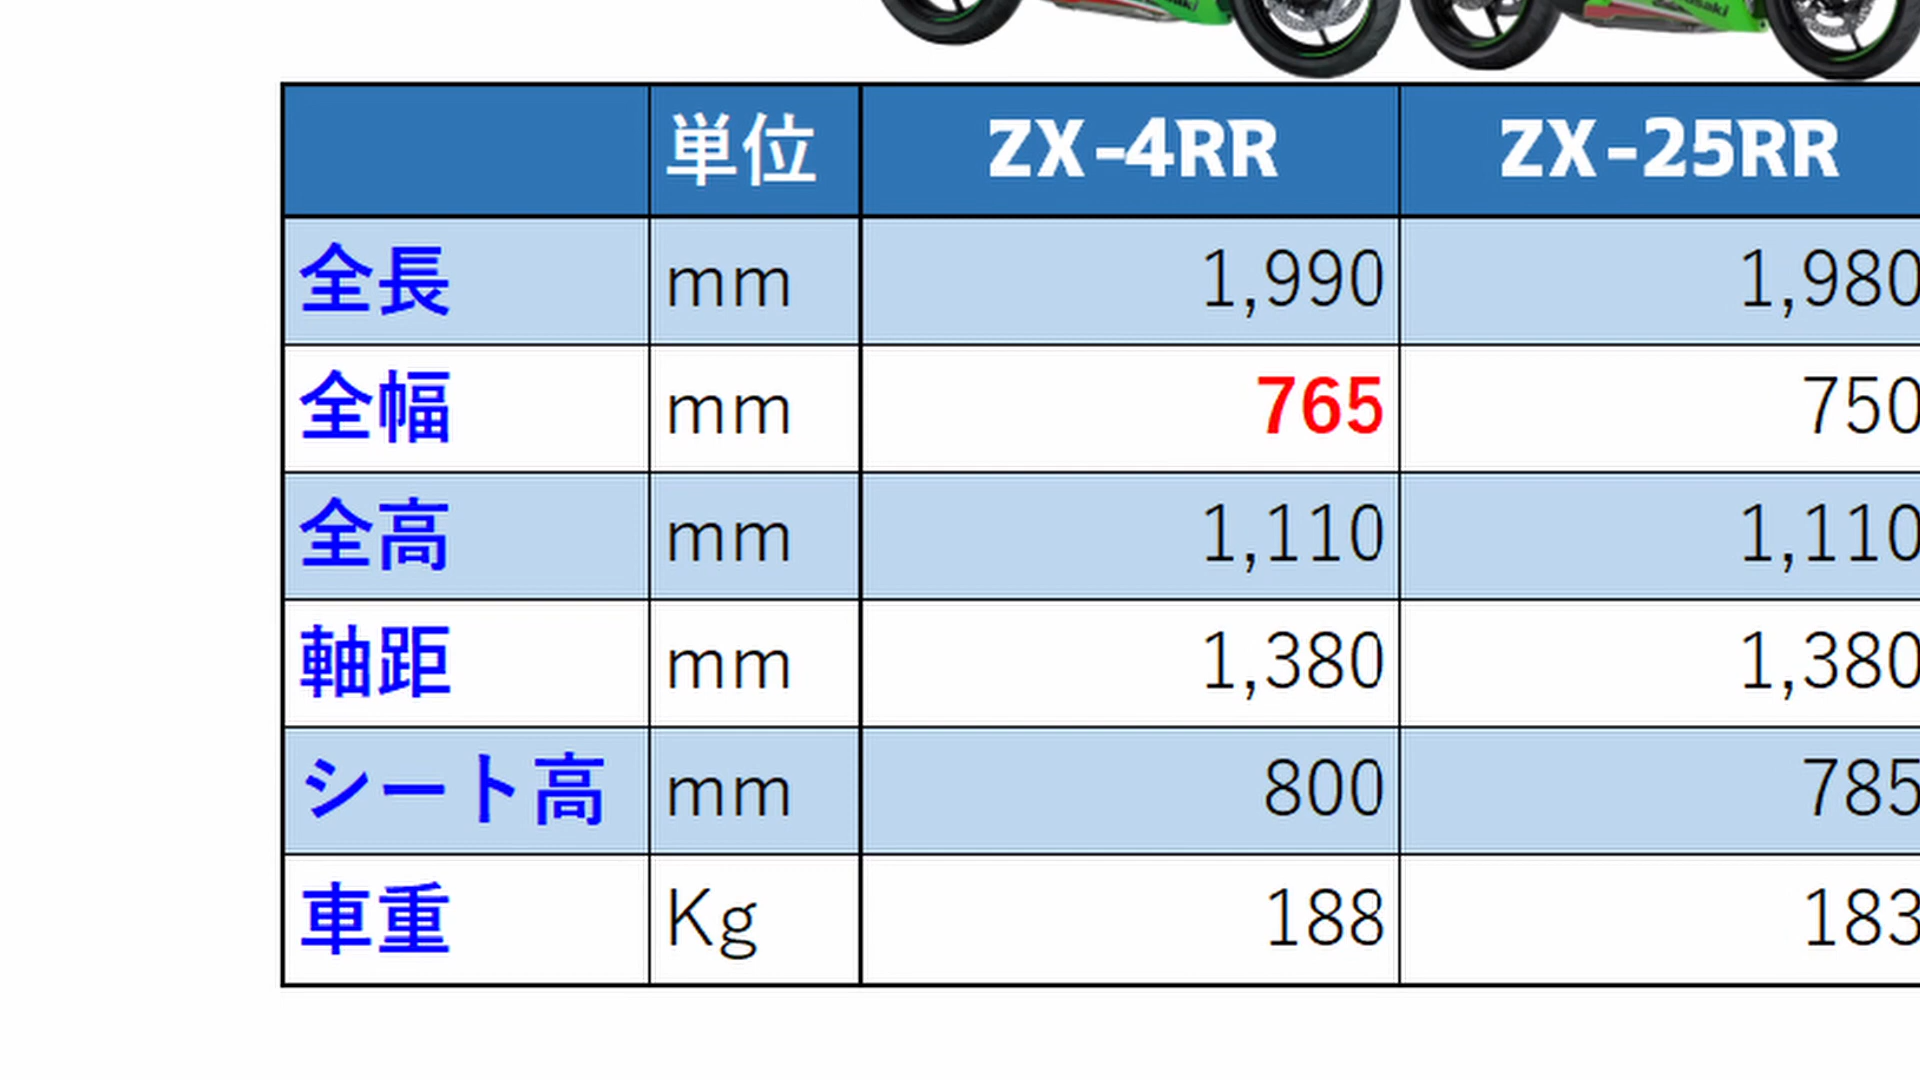 単位 ZX-4RR ZX-25RR
全長 mm 1,990 1,980
全幅 mm 765 750
全高 mm 1,110 1,110
軸距 mm 1,380 1,380
シート高 mm 800 785
車重 Kg 188 183